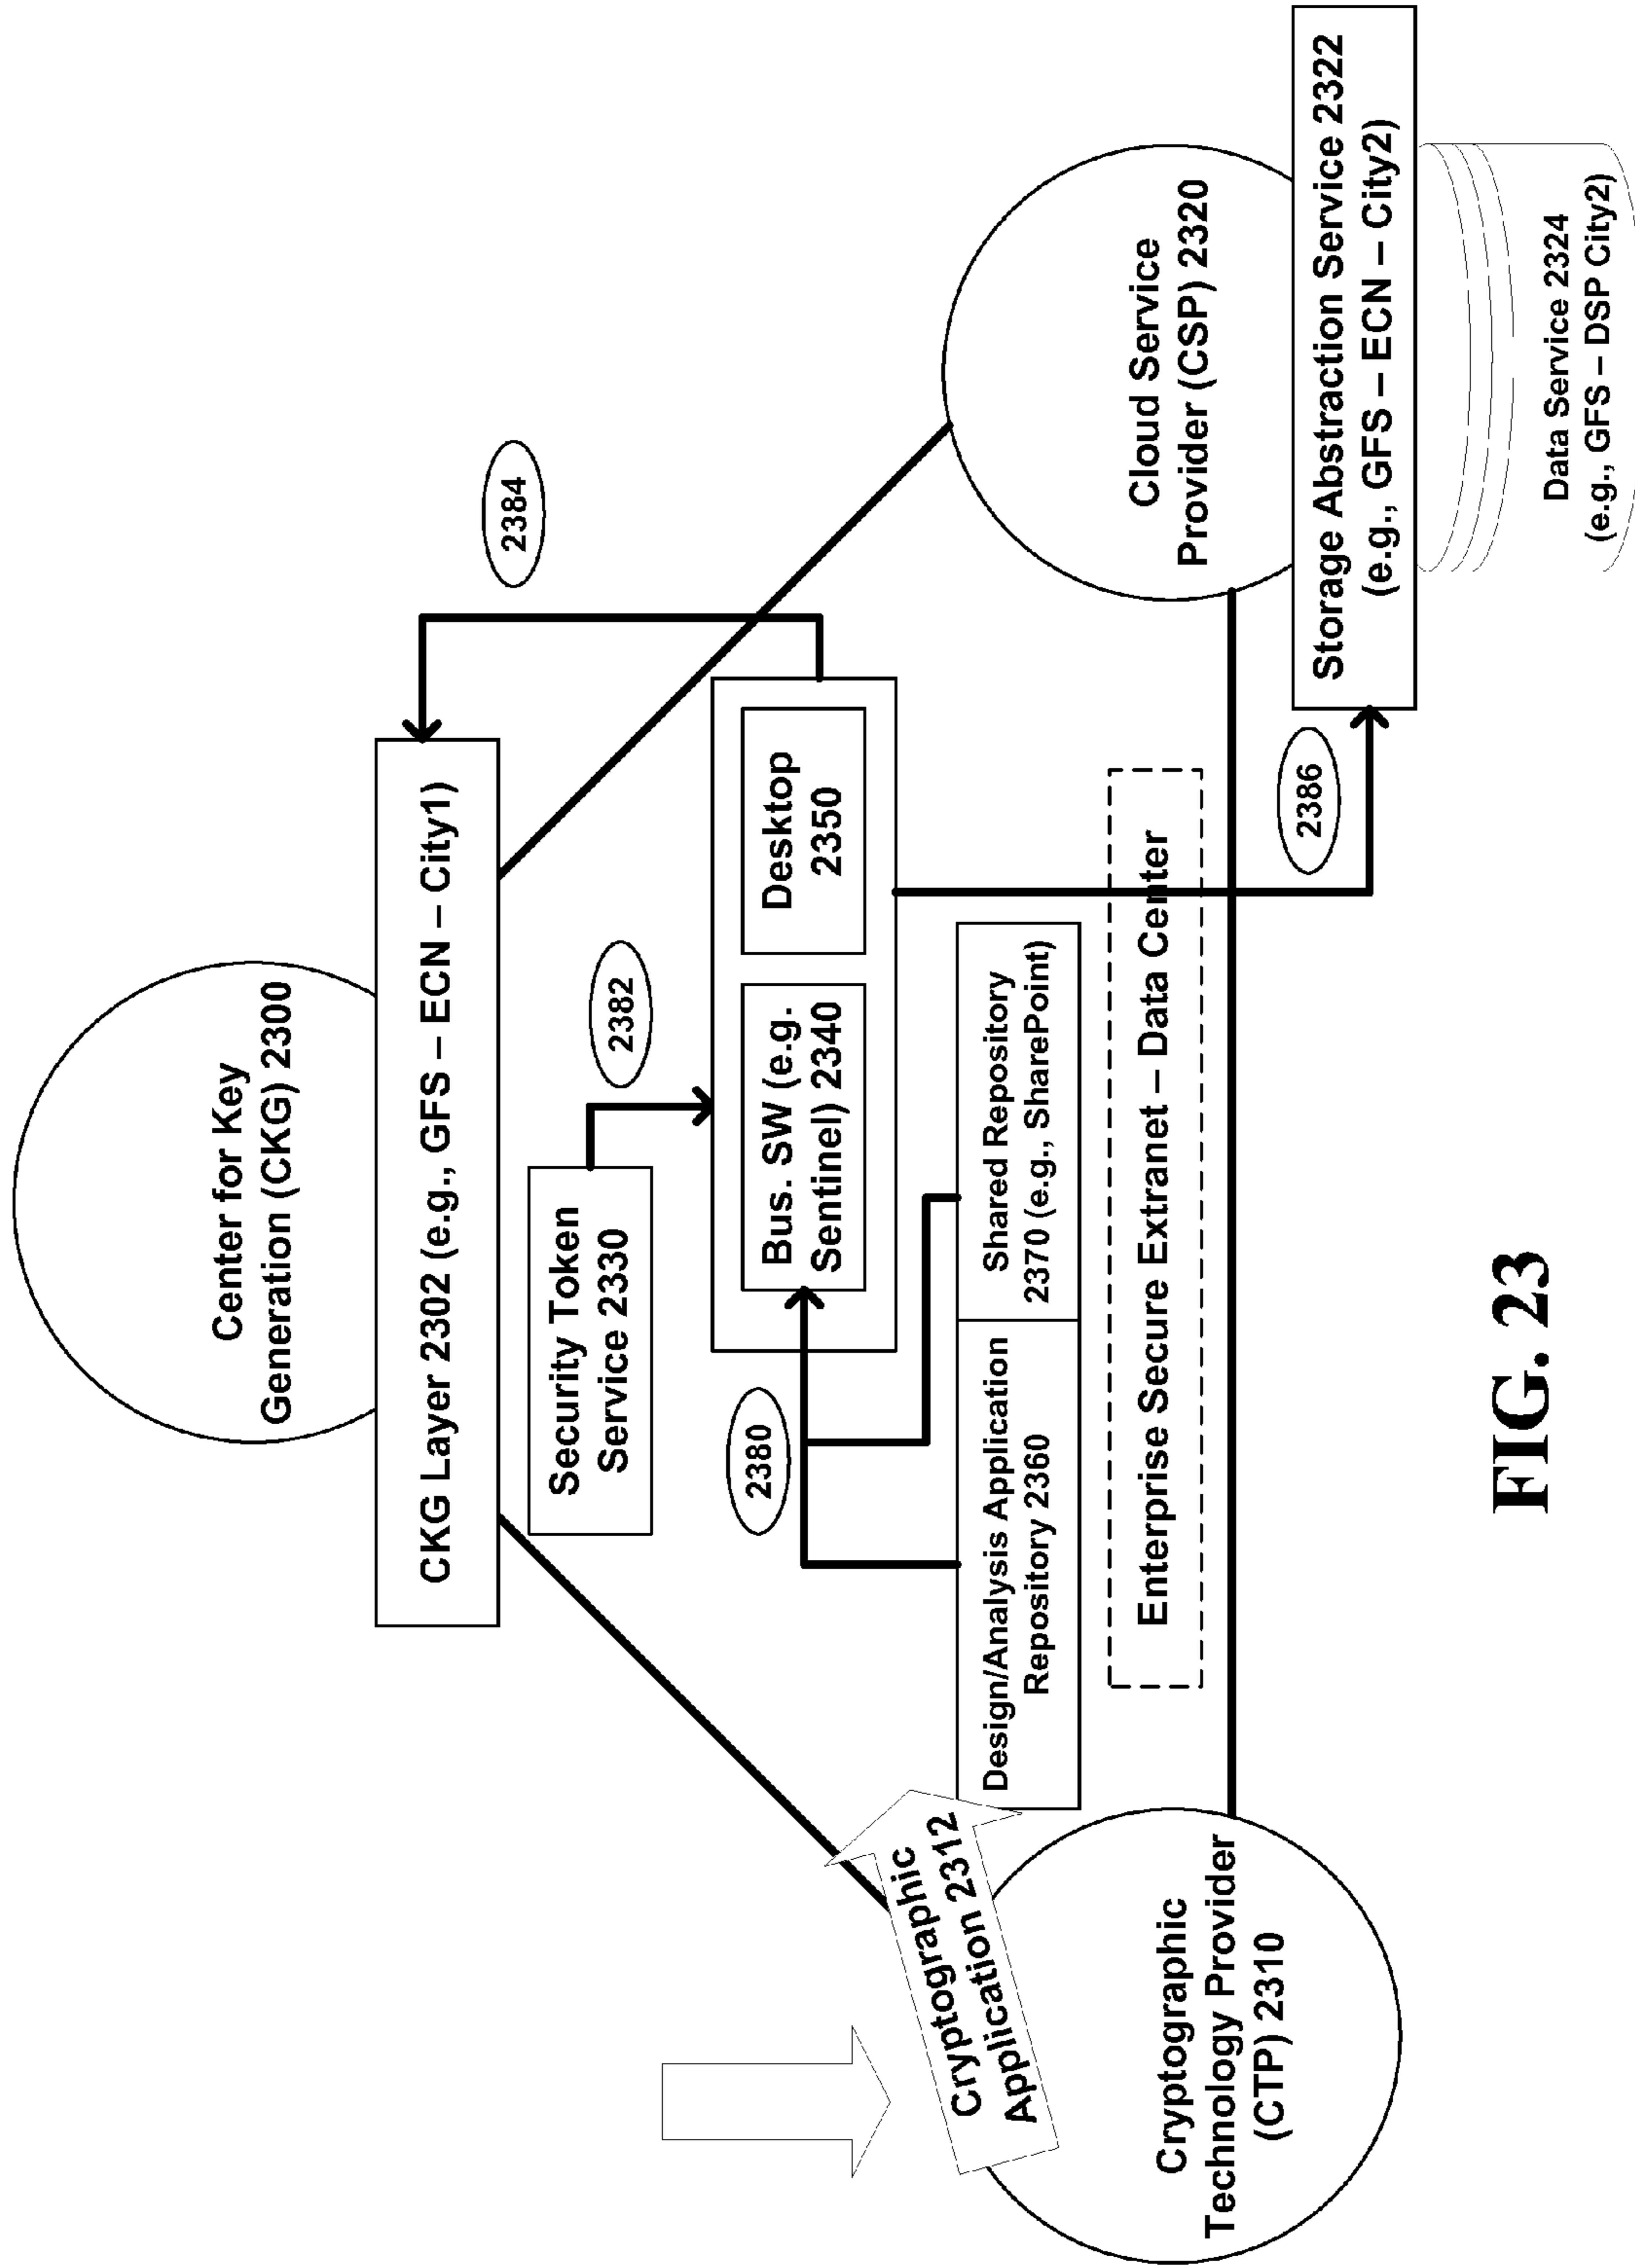 Center for Key
Generation (CKG) 2300
CKG Layer 2302 (e.g., GFS – ECN – City1)
2384
Security Token
Service 2330
2382
2380
Bus. SW (e.g.
Sentinel) 2340
Desktop
2350
Cryptographic
Application 2312
Design/Analysis Application
Repository 2360
Shared Repository
2370 (e.g., SharePoint)
Enterprise Secure Extranet – Data Center
Cryptographic
Technology Provider
(CTP) 2310
Cloud Service
Provider (CSP) 2320
2386
Storage Abstraction Service 2322
(e.g., GFS – ECN – City2)
Data Service 2324
(e.g., GFS – DSP City2)
FIG. 23